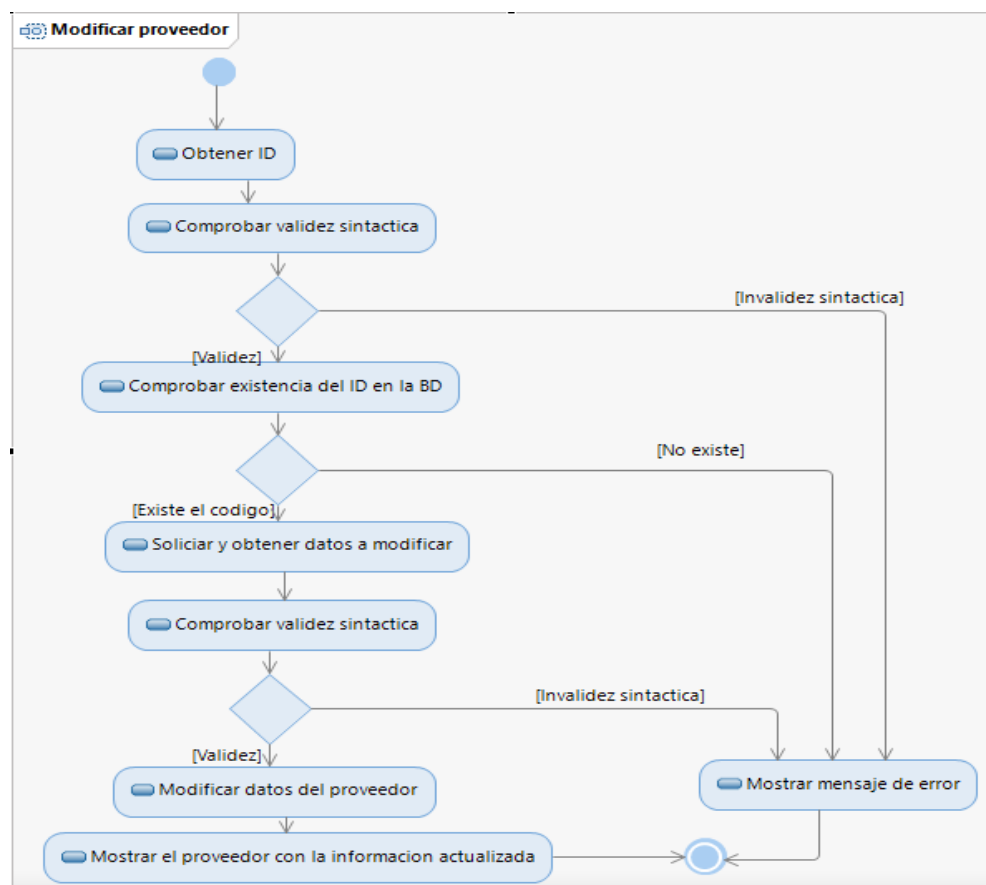 Modificar proveedor
Obtener ID
Comprobar validez sintactica
[Invalidez sintactica]
[Validez]
Comprobar existencia del ID en la BD
[No existe]
[Existe el codigo]
Soliciar y obtener datos a modificar
Comprobar validez sintactica
[Invalidez sintactica]
[Validez]
Modificar datos del proveedor
Mostrar mensaje de error
Mostrar el proveedor con la informacion actualizada